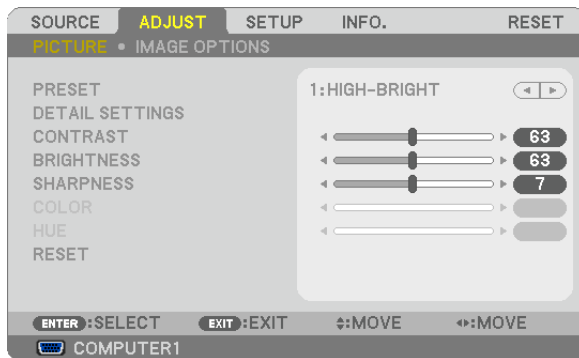 SOURCE ADJUST SETUP INFO. RESET
PICTURE • IMAGE OPTIONS
PRESET 1:HIGH-BRIGHT
DETAIL SETTINGS
CONTRAST 63
BRIGHTNESS 63
SHARPNESS 7
COLOR
HUE
RESET
ENTER:SELECT EXIT:EXIT :MOVE :MOVE
COMPUTER1